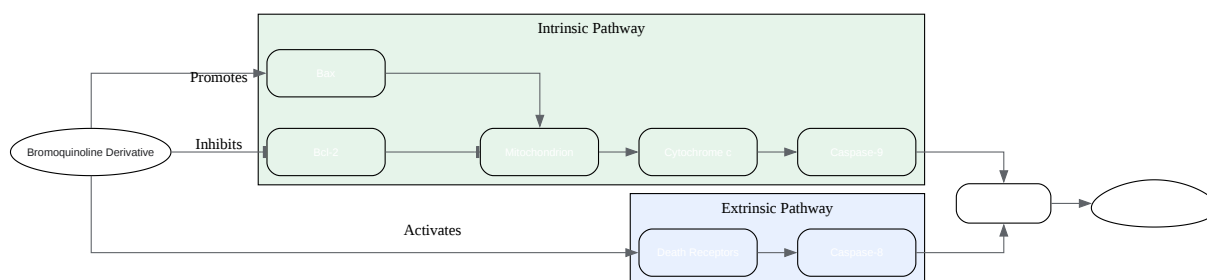 Intrinsic Pathway
Promotes
Bax
Bromoquinoline Derivative
Inhibits
Bcl-2
Mitochondrion
Cytochrome c
Caspase-9
Extrinsic Pathway
Activates
Death Receptors
Caspase-8